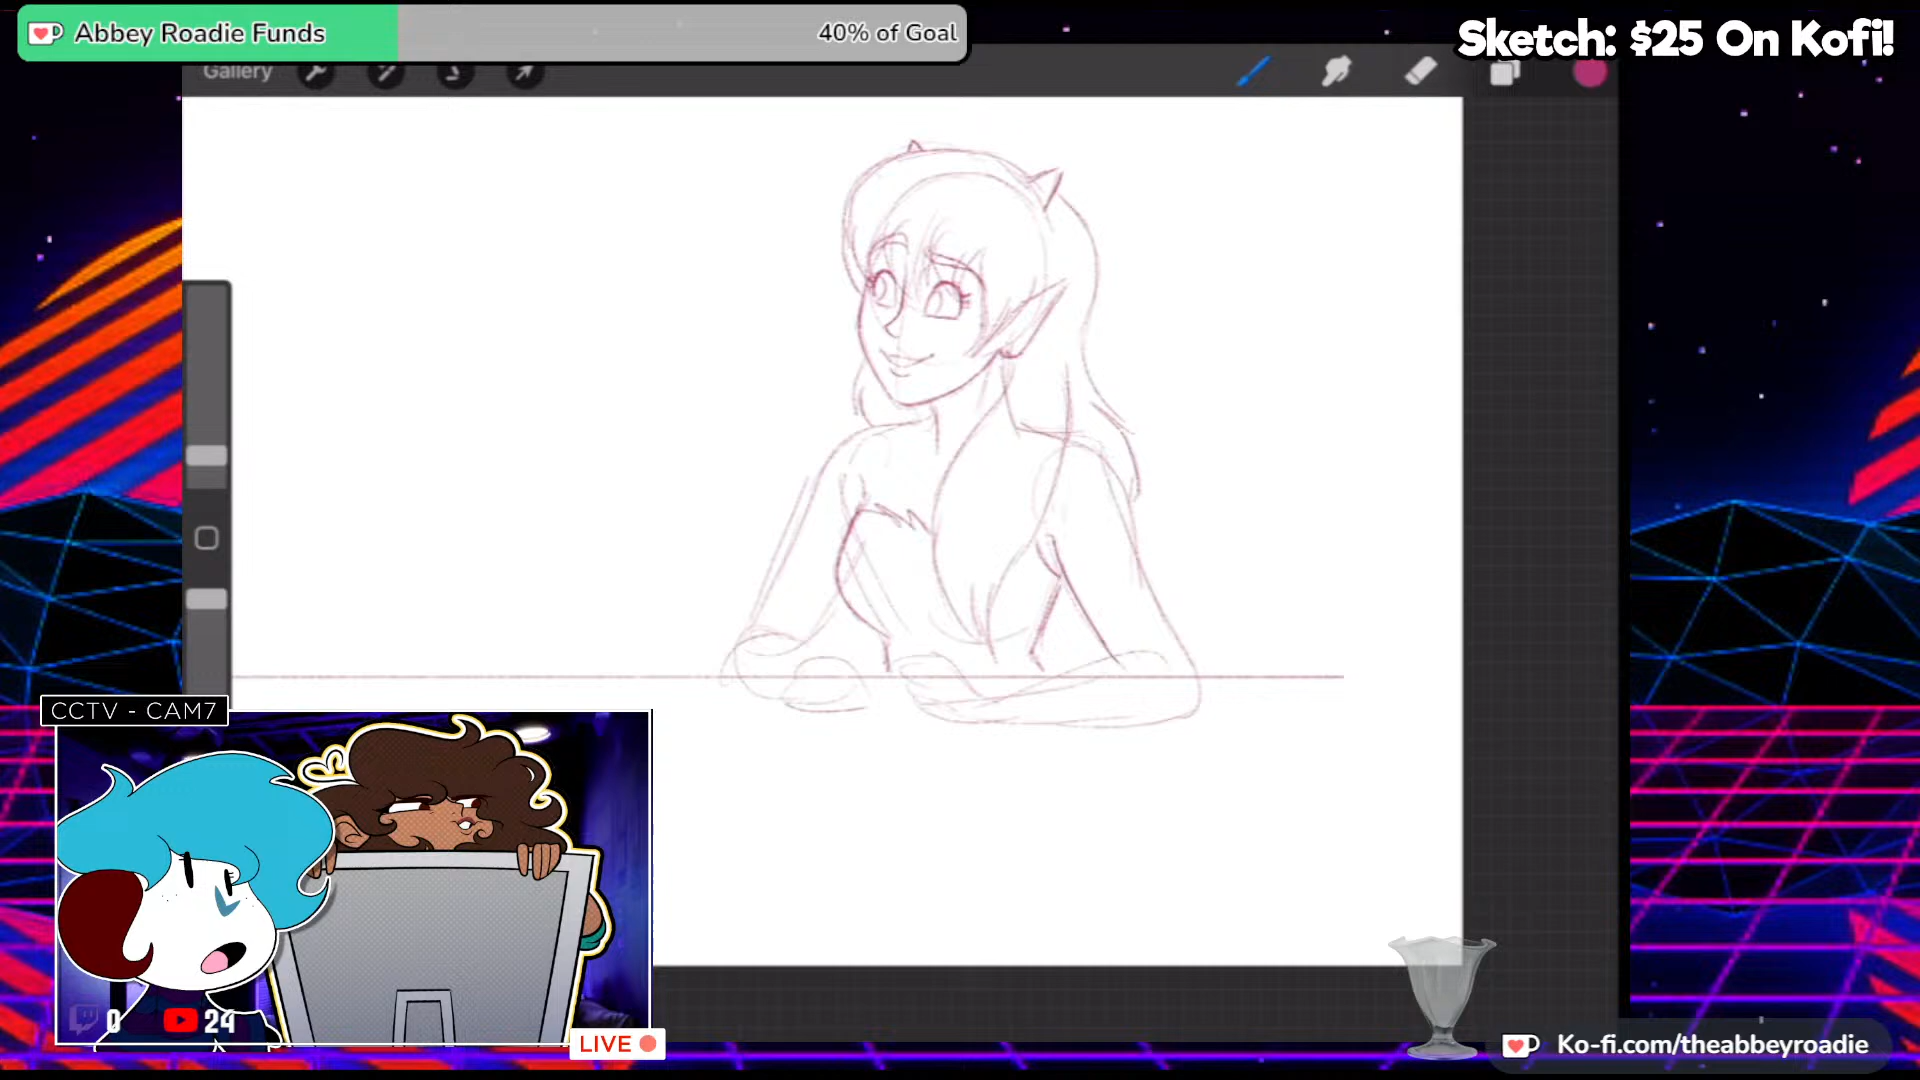 Abbey Roadie Funds
40% of Goal
Sketch: $25 On Kofi!
Gallery
CCTV - CAM7
0
24
LIVE
Ko-fi.com/theabbeyroadie